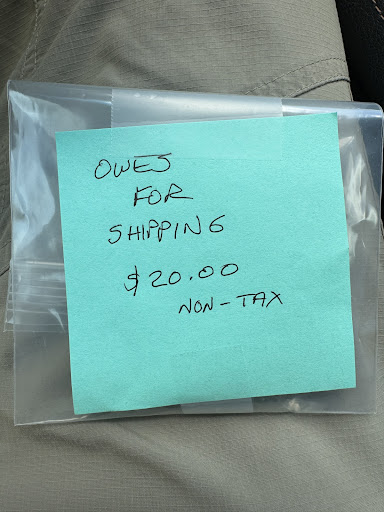 OWES
FOR
SHIPPING
$20.00
NON-TAX